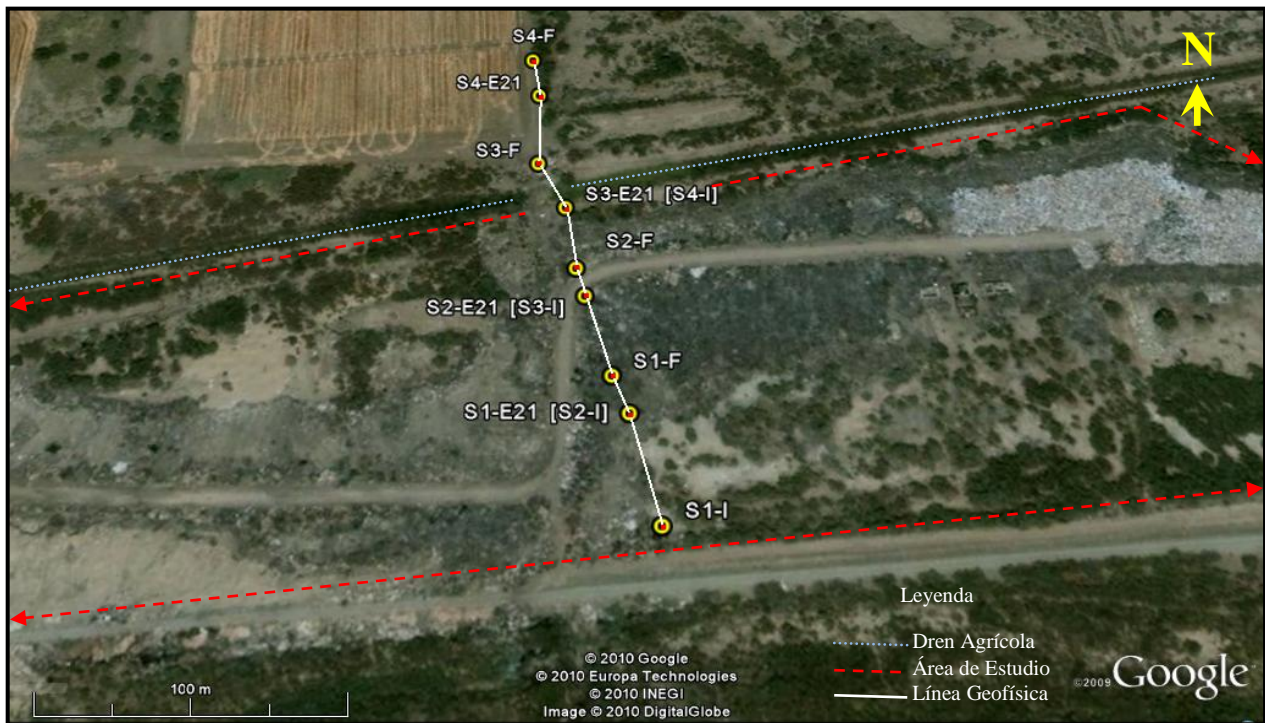 S4-F
N
S4-E21
S3-F
S3-E21 [S4-I]
S2-F
S2-E21 [S3-I]
S1-F
S1-E21 [S2-I]
S1-I
Leyenda
Dren Agrícola
Área de Estudio
Línea Geofísica
© 2010 Google
© 2010 Europa Technologies
© 2010 INEGI
Image © 2010 DigitalGlobe
©2009 Google
100 m